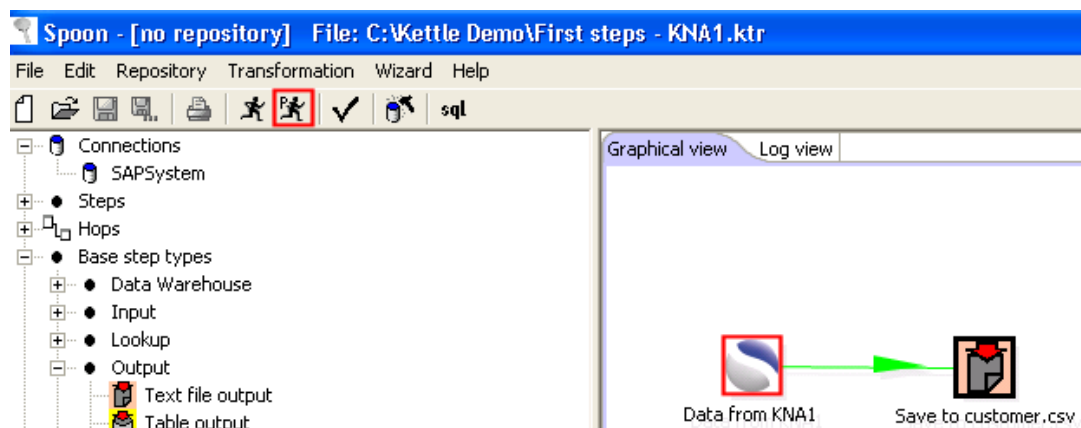 Spoon - [no repository] File: C:\Kettle Demo\First steps - KNA1.ktr
File Edit Repository Transformation Wizard Help
P
sql
Connections
SAPSystem
Steps
Hops
Base step types
Data Warehouse
Input
Lookup
Output
Text file output
Table output
Graphical view Log view
Data from KNA1 Save to customer.csv